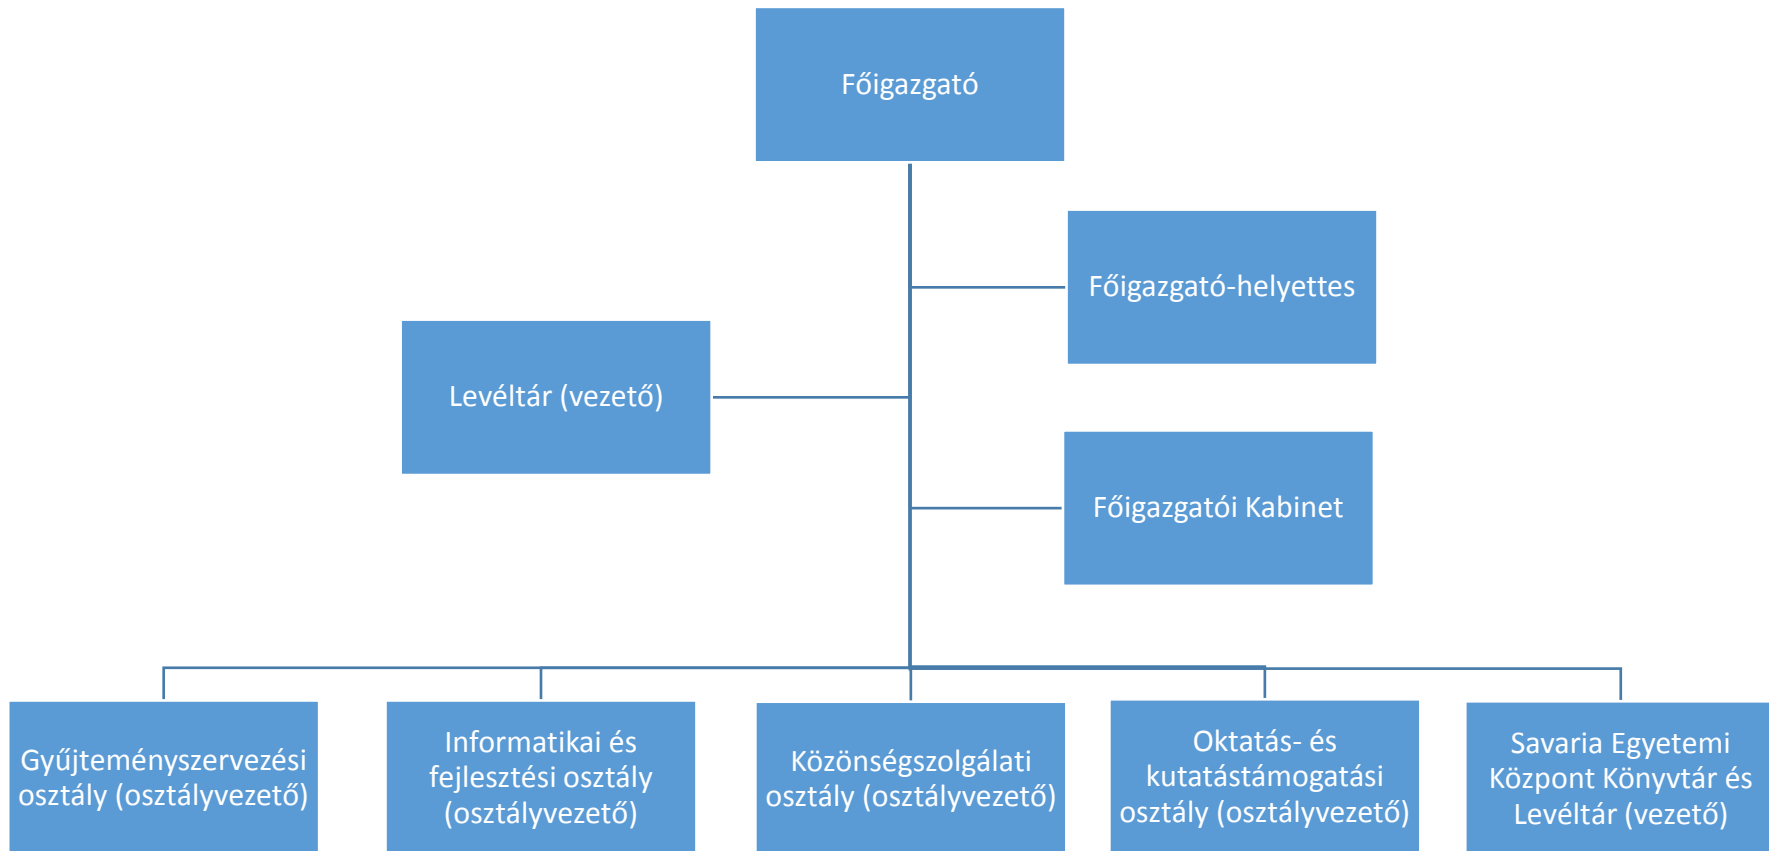 Főigazgató
Főigazgató-helyettes
Levéltár (vezető)
Főigazgatói Kabinet
Gyűjteményszervezési
osztály (osztályvezető)
Informatikai és
fejlesztési osztály
(osztályvezető)
Közönségszolgálati
osztály (osztályvezető)
Oktatás- és
kutatástámogatási
osztály (osztályvezető)
Savaria Egyetemi
Központ Könyvtár és
Levéltár (vezető)